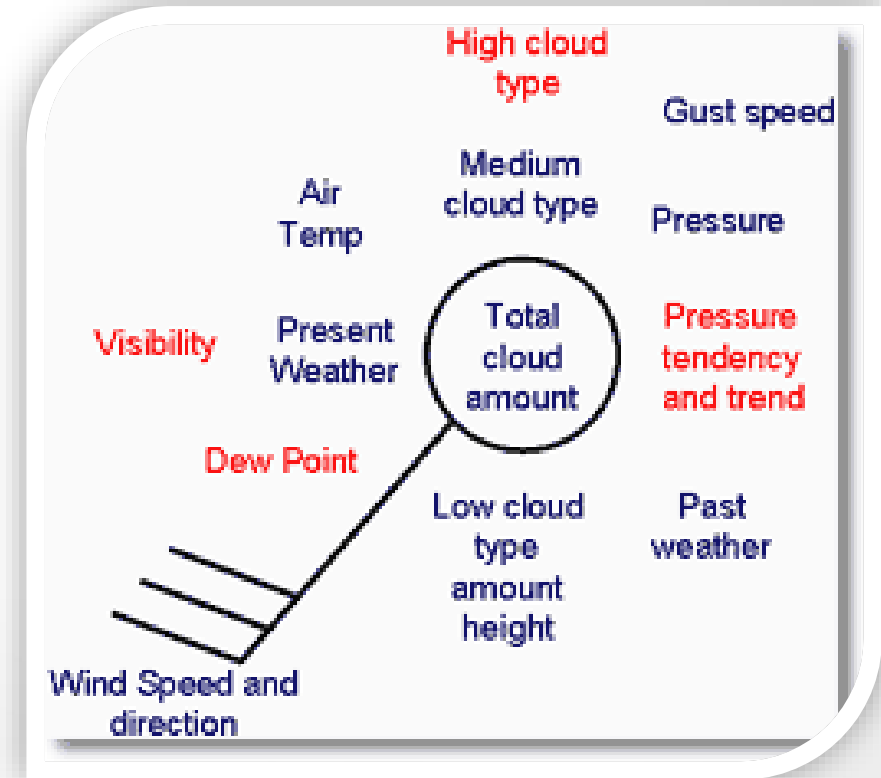 High cloud
type
Gust speed
Medium
cloud type
Air
Temp
Pressure
Visibility
Present
Weather
Total
cloud
amount
Pressure
tendency
and trend
Dew Point
Low cloud
type
amount
height
Past
weather
Wind Speed and
direction